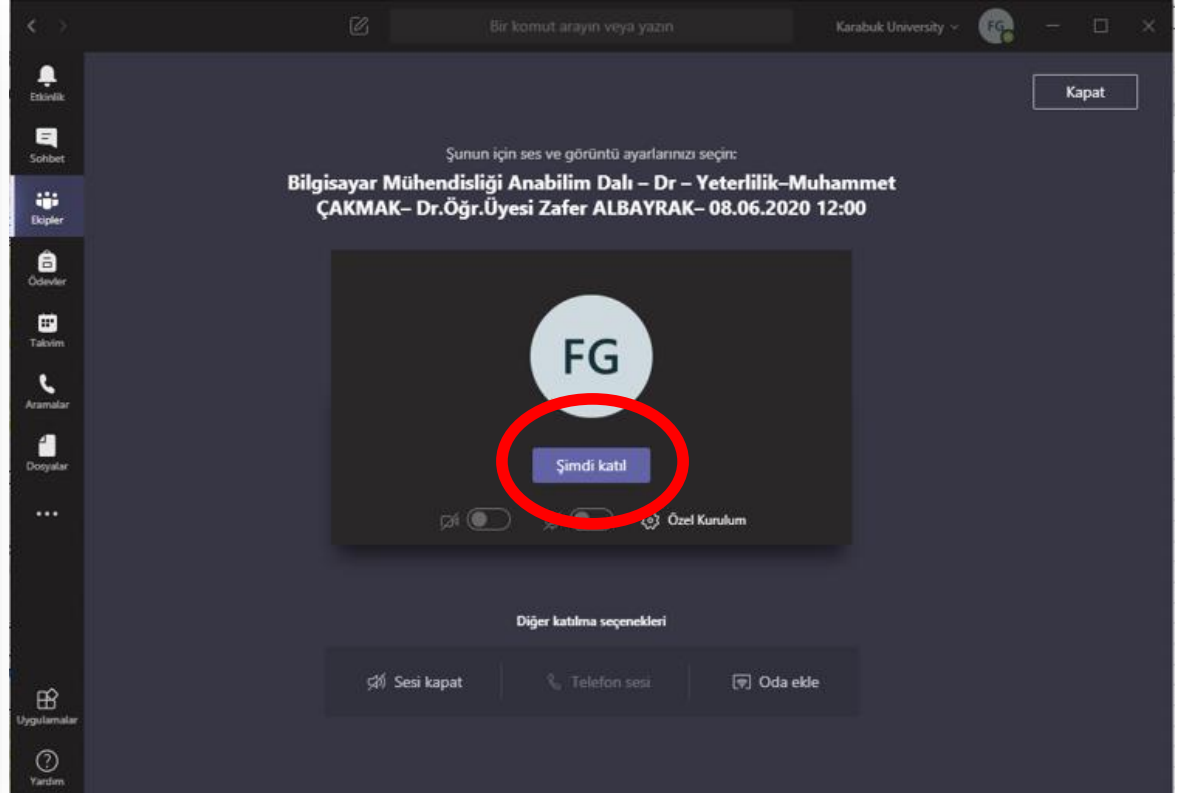 Bir komut arayın veya yazın
Karabuk University
FG
Etkinlik
Sohbet
Ekipler
Ödevler
Takvim
Aramalar
Dosyalar
Uygulamalar
Yardım
Kapat
Şunun için ses ve görüntü ayarlarınızı seçin:
Bilgisayar Mühendisliği Anabilim Dalı – Dr – Yeterlilik–Muhammet
ÇAKMAK– Dr.Öğr.Üyesi Zafer ALBAYRAK– 08.06.2020 12:00
FG
Şimdi katıl
Özel Kurulum
Diğer katılma seçenekleri
Sesi kapat
Telefon sesi
Oda ekle